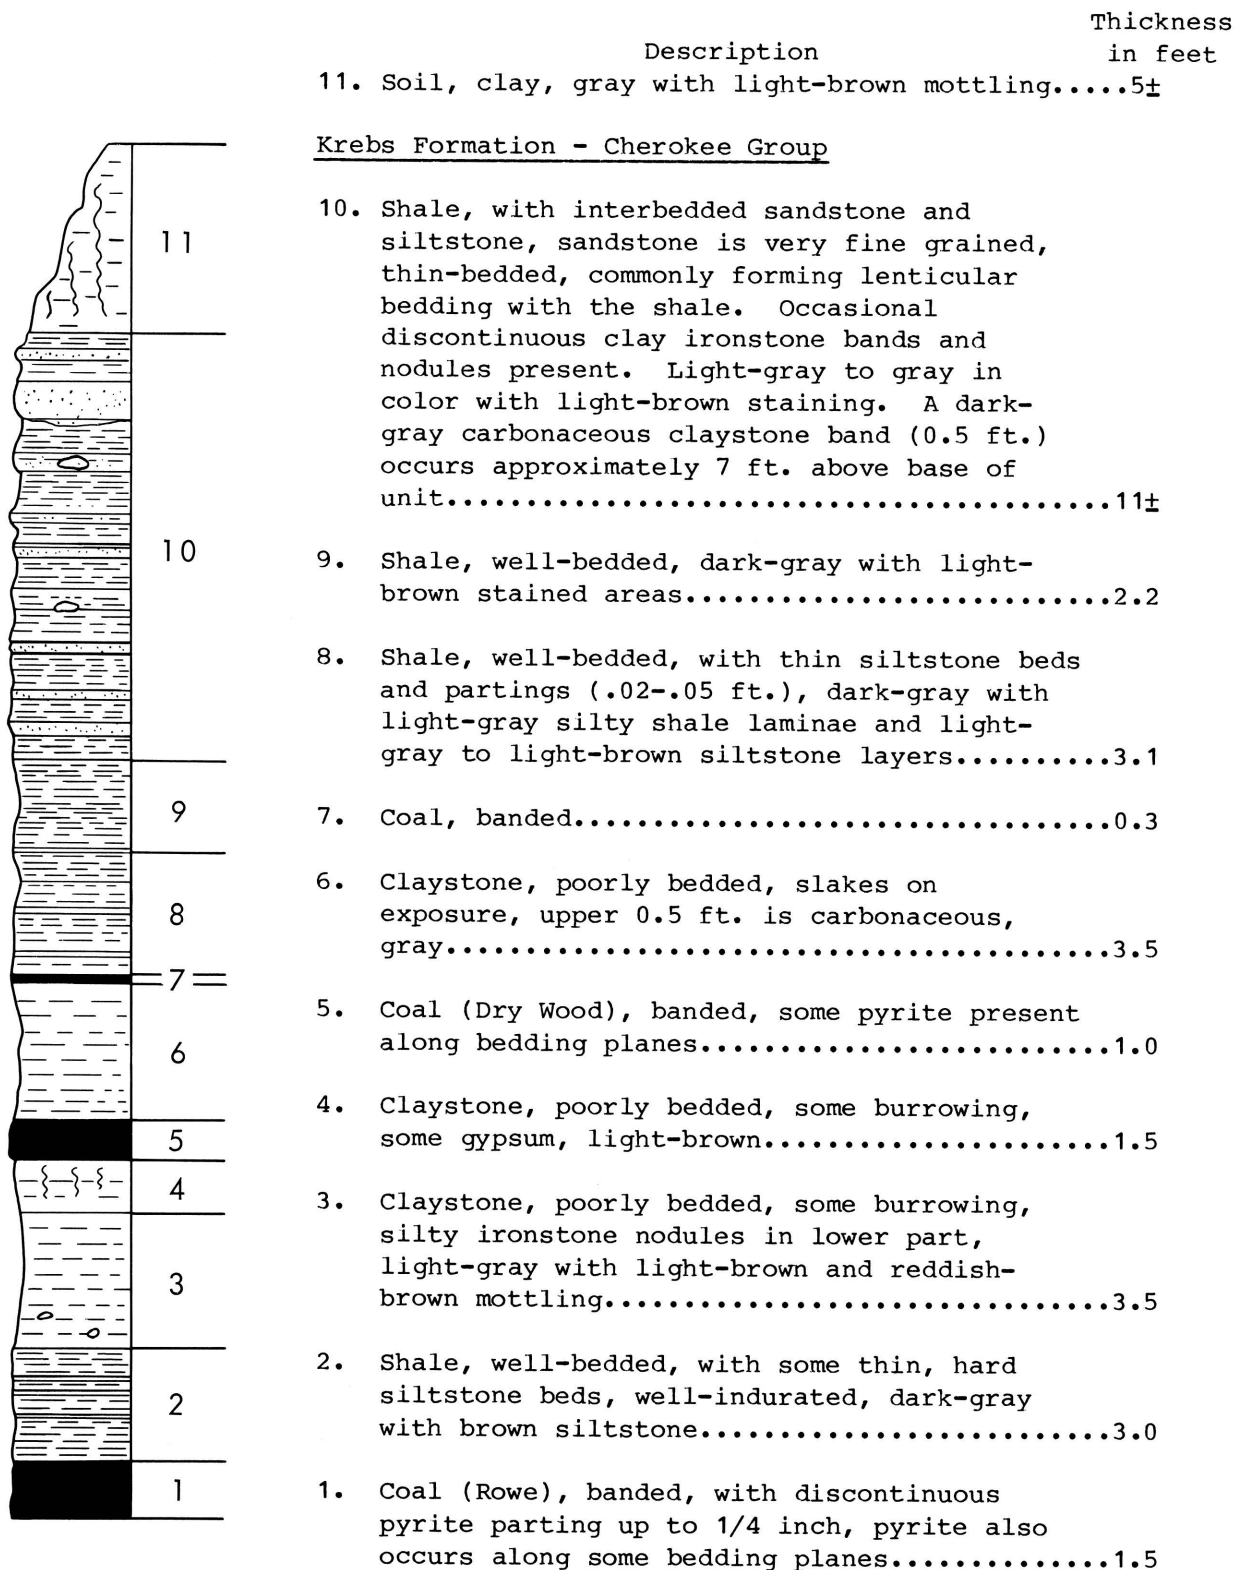 Thickness
Description in feet
11. Soil, clay, gray with light-brown mottling.....5±
Krebs Formation - Cherokee Group
10. Shale, with interbedded sandstone and
siltstone, sandstone is very fine grained,
thin-bedded, commonly forming lenticular
bedding with the shale. Occasional
discontinuous clay ironstone bands and
nodules present. Light-gray to gray in
color with light-brown staining. A dark-
gray carbonaceous claystone band (0.5 ft.)
occurs approximately 7 ft. above base of
unit.........................................11±
9. Shale, well-bedded, dark-gray with light-
brown stained areas..........................2.2
8. Shale, well-bedded, with thin siltstone beds
and partings (.02-.05 ft.), dark-gray with
light-gray silty shale laminae and light-
gray to light-brown siltstone layers..........3.1
7. Coal, banded.................................0.3
6. Claystone, poorly bedded, slakes on
exposure, upper 0.5 ft. is carbonaceous,
gray.........................................3.5
5. Coal (Dry Wood), banded, some pyrite present
along bedding planes.........................1.0
4. Claystone, poorly bedded, some burrowing,
some gypsum, light-brown.....................1.5
3. Claystone, poorly bedded, some burrowing,
silty ironstone nodules in lower part,
light-gray with light-brown and reddish-
brown mottling...............................3.5
2. Shale, well-bedded, with some thin, hard
siltstone beds, well-indurated, dark-gray
with brown siltstone.........................3.0
1. Coal (Rowe), banded, with discontinuous
pyrite parting up to 1/4 inch, pyrite also
occurs along some bedding planes..............1.5
11
10
9
8
7
6
5
4
3
2
1